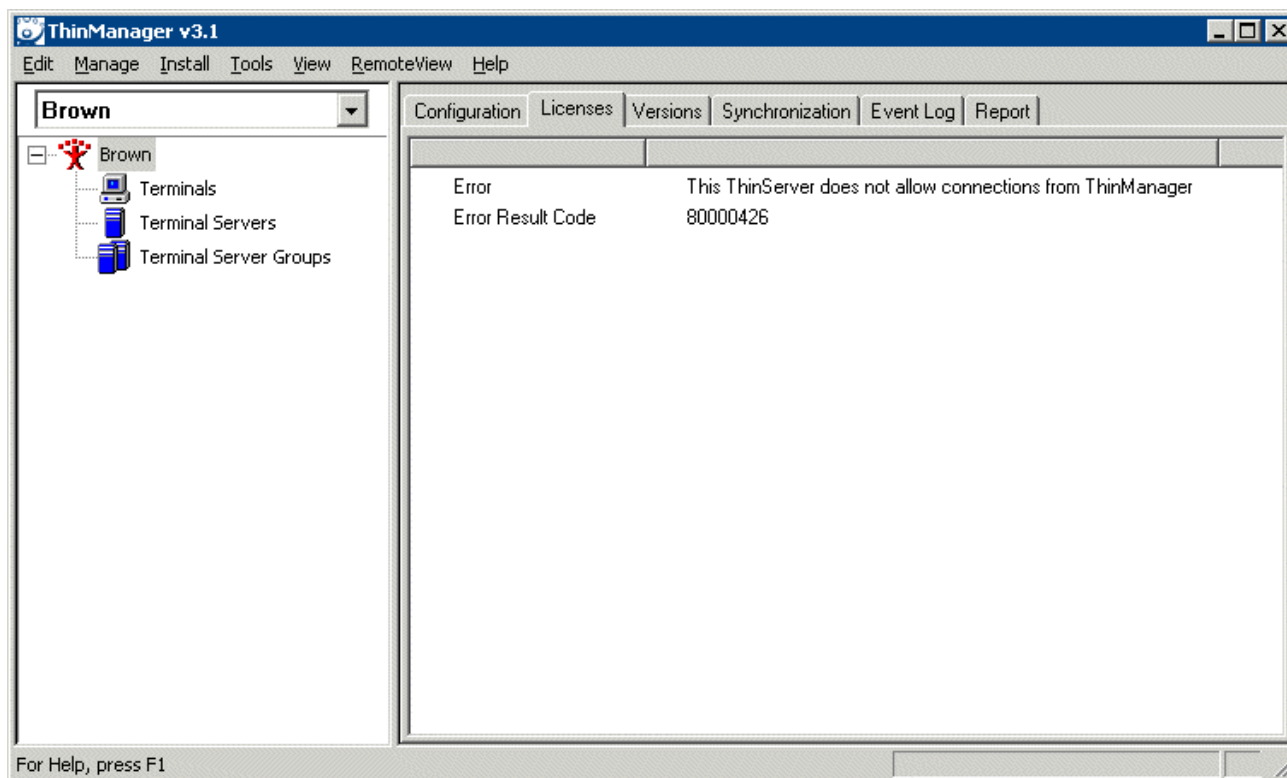 ThinManager v3.1
Edit Manage Install Tools View RemoteView Help
Brown
Brown
Terminals
Terminal Servers
Terminal Server Groups
Configuration Licenses Versions Synchronization Event Log Report
Error This ThinServer does not allow connections from ThinManager
Error Result Code 80000426
For Help, press F1